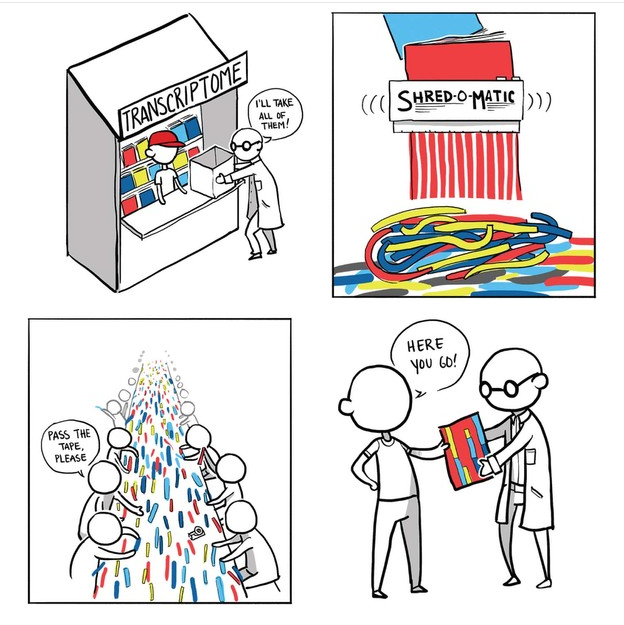 TRANSCRIPTOME
I'LL TAKE
ALL OF
THEM!
SHRED-O-MATIC
PASS THE
TAPE,
PLEASE
HERE
YOU GO!